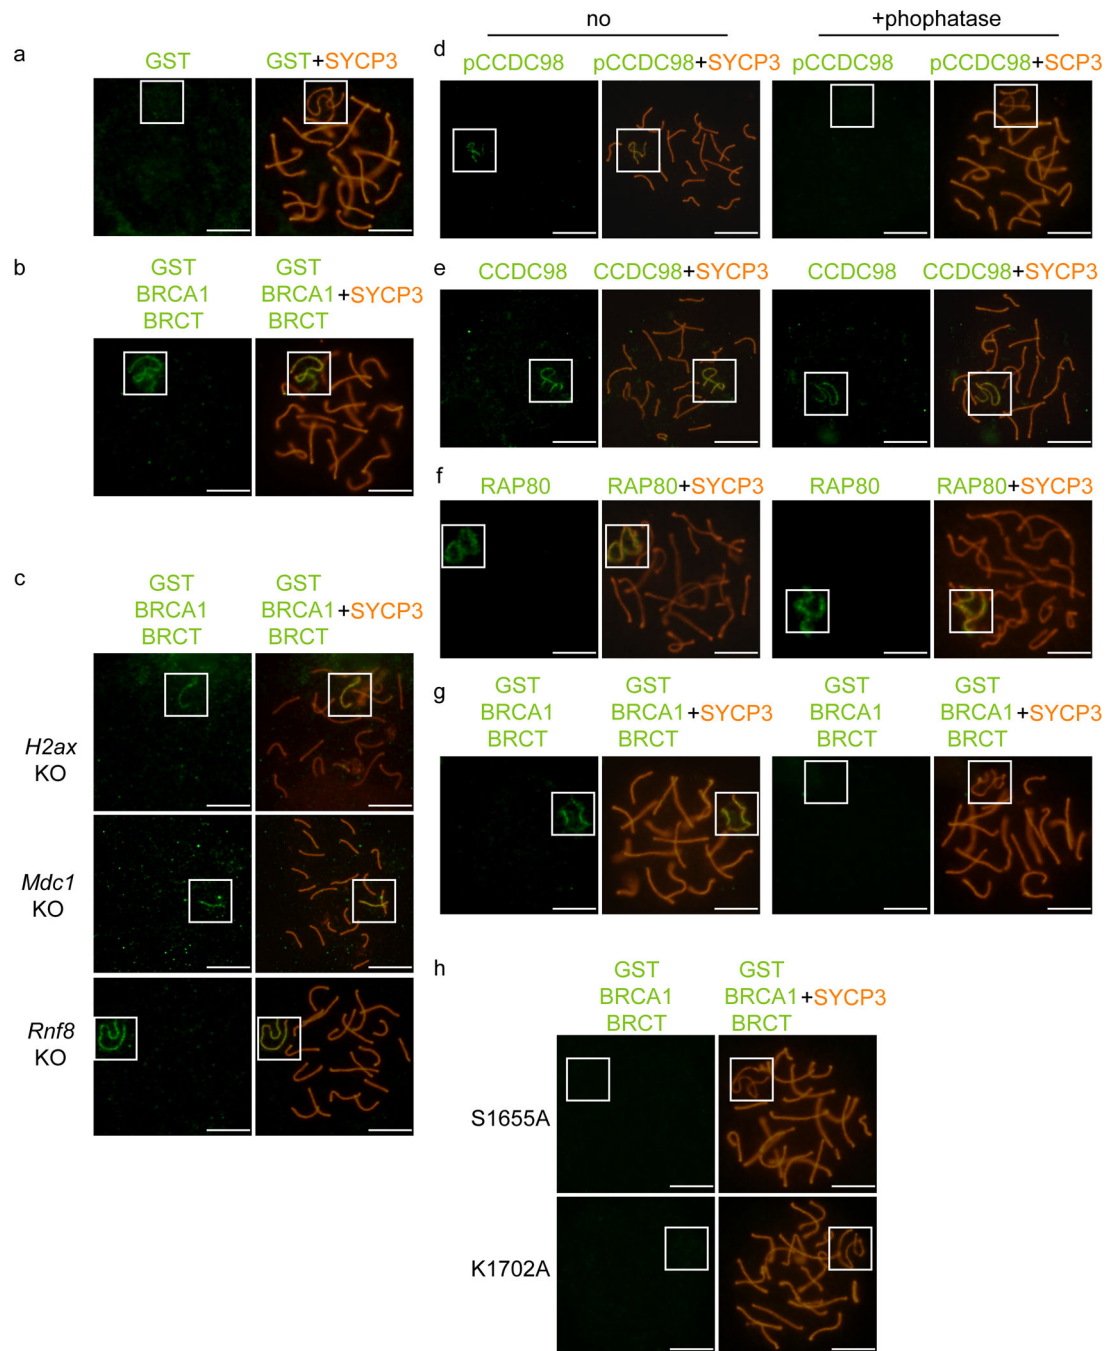 a
GST GST+SYCP3
b
GST GST
BRCA1 BRCA1+SYCP3
BRCT BRCT
c
GST GST
BRCA1 BRCA1+SYCP3
BRCT BRCT
H2ax
KO
Mdc1
KO
Rnf8
KO
no +phophatase
d
pCCDC98 pCCDC98+SYCP3 pCCDC98 pCCDC98+SCP3
e
CCDC98 CCDC98+SYCP3 CCDC98 CCDC98+SYCP3
f
RAP80 RAP80+SYCP3 RAP80 RAP80+SYCP3
g
GST GST GST GST
BRCA1 BRCA1+SYCP3 BRCA1 BRCA1+SYCP3
BRCT BRCT BRCT BRCT
h
GST GST
BRCA1 BRCA1+SYCP3
BRCT BRCT
S1655A
K1702A